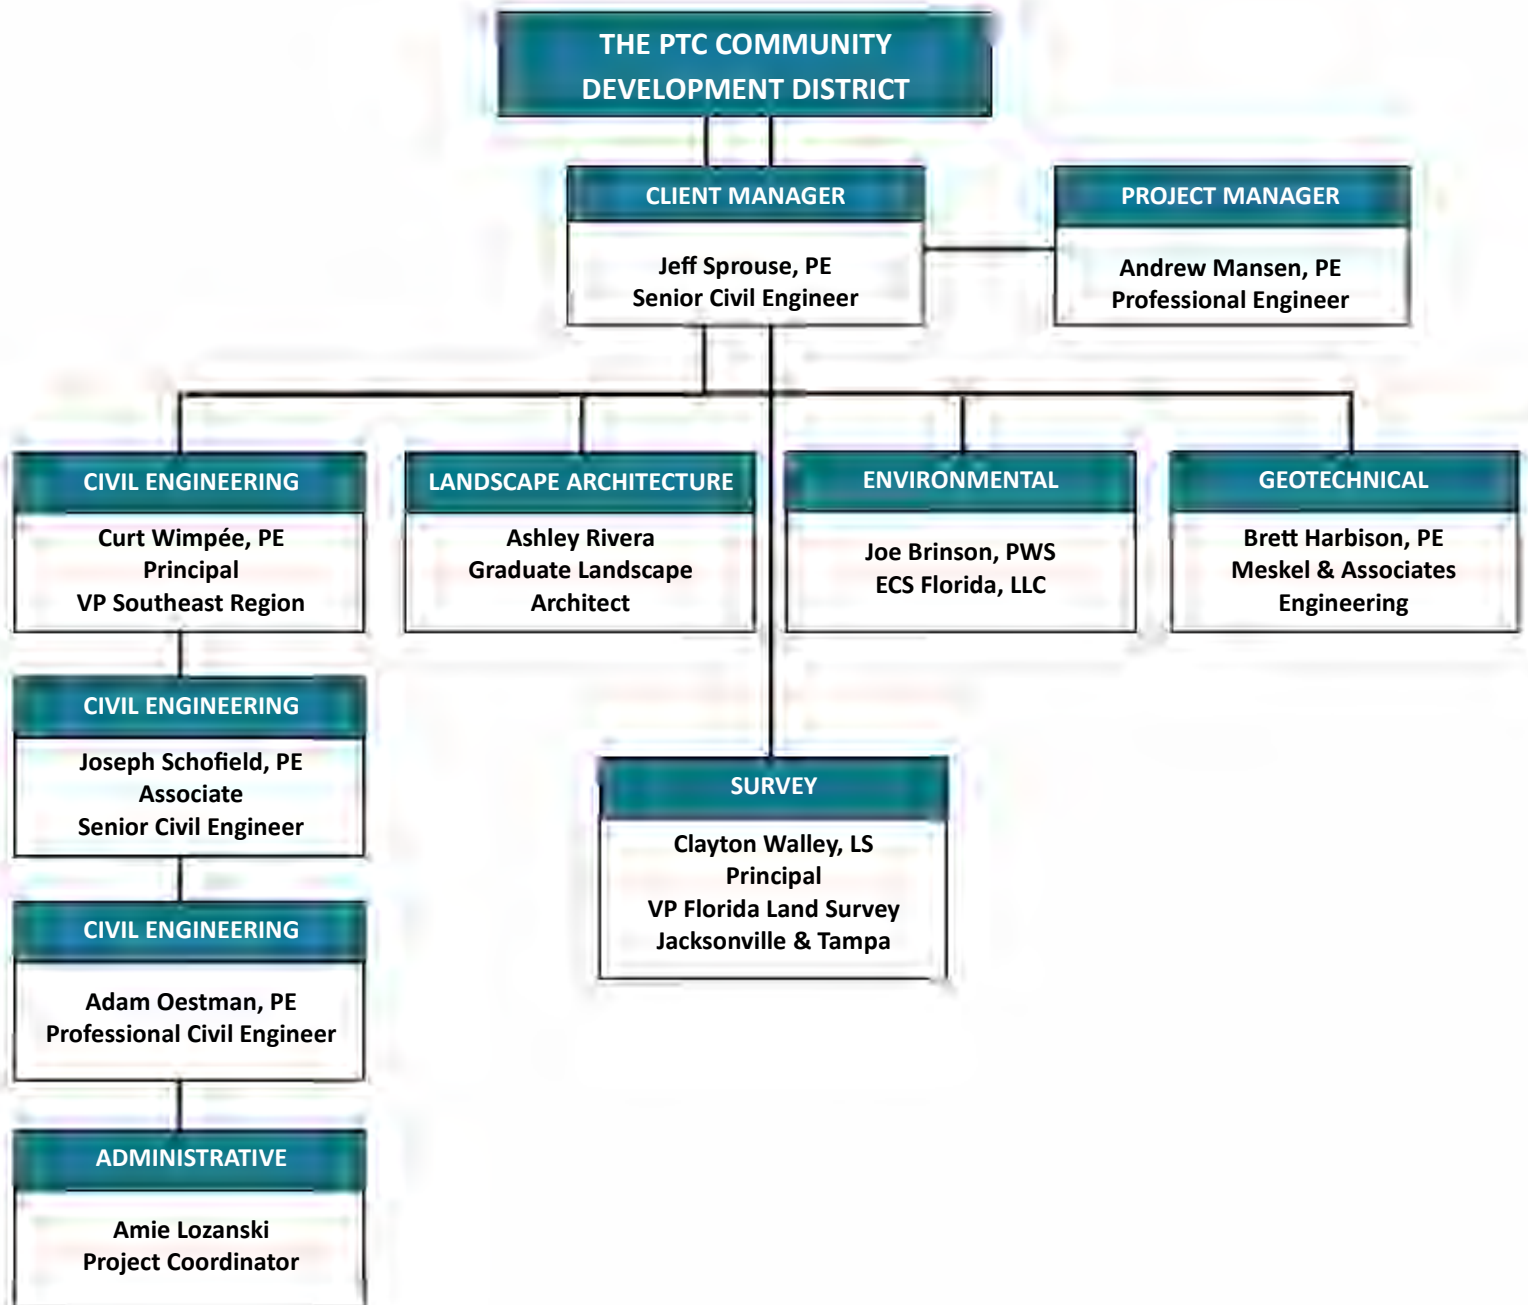 THE PTC COMMUNITY
DEVELOPMENT DISTRICT
CLIENT MANAGER
Jeff Sprouse, PE
Senior Civil Engineer
PROJECT MANAGER
Andrew Mansen, PE
Professional Engineer
CIVIL ENGINEERING
Curt Wimpée, PE
Principal
VP Southeast Region
LANDSCAPE ARCHITECTURE
Ashley Rivera
Graduate Landscape
Architect
ENVIRONMENTAL
Joe Brinson, PWS
ECS Florida, LLC
GEOTECHNICAL
Brett Harbison, PE
Meskel & Associates
Engineering
CIVIL ENGINEERING
Joseph Schofield, PE
Associate
Senior Civil Engineer
SURVEY
Clayton Walley, LS
Principal
VP Florida Land Survey
Jacksonville & Tampa
CIVIL ENGINEERING
Adam Oestman, PE
Professional Civil Engineer
ADMINISTRATIVE
Amie Lozanski
Project Coordinator